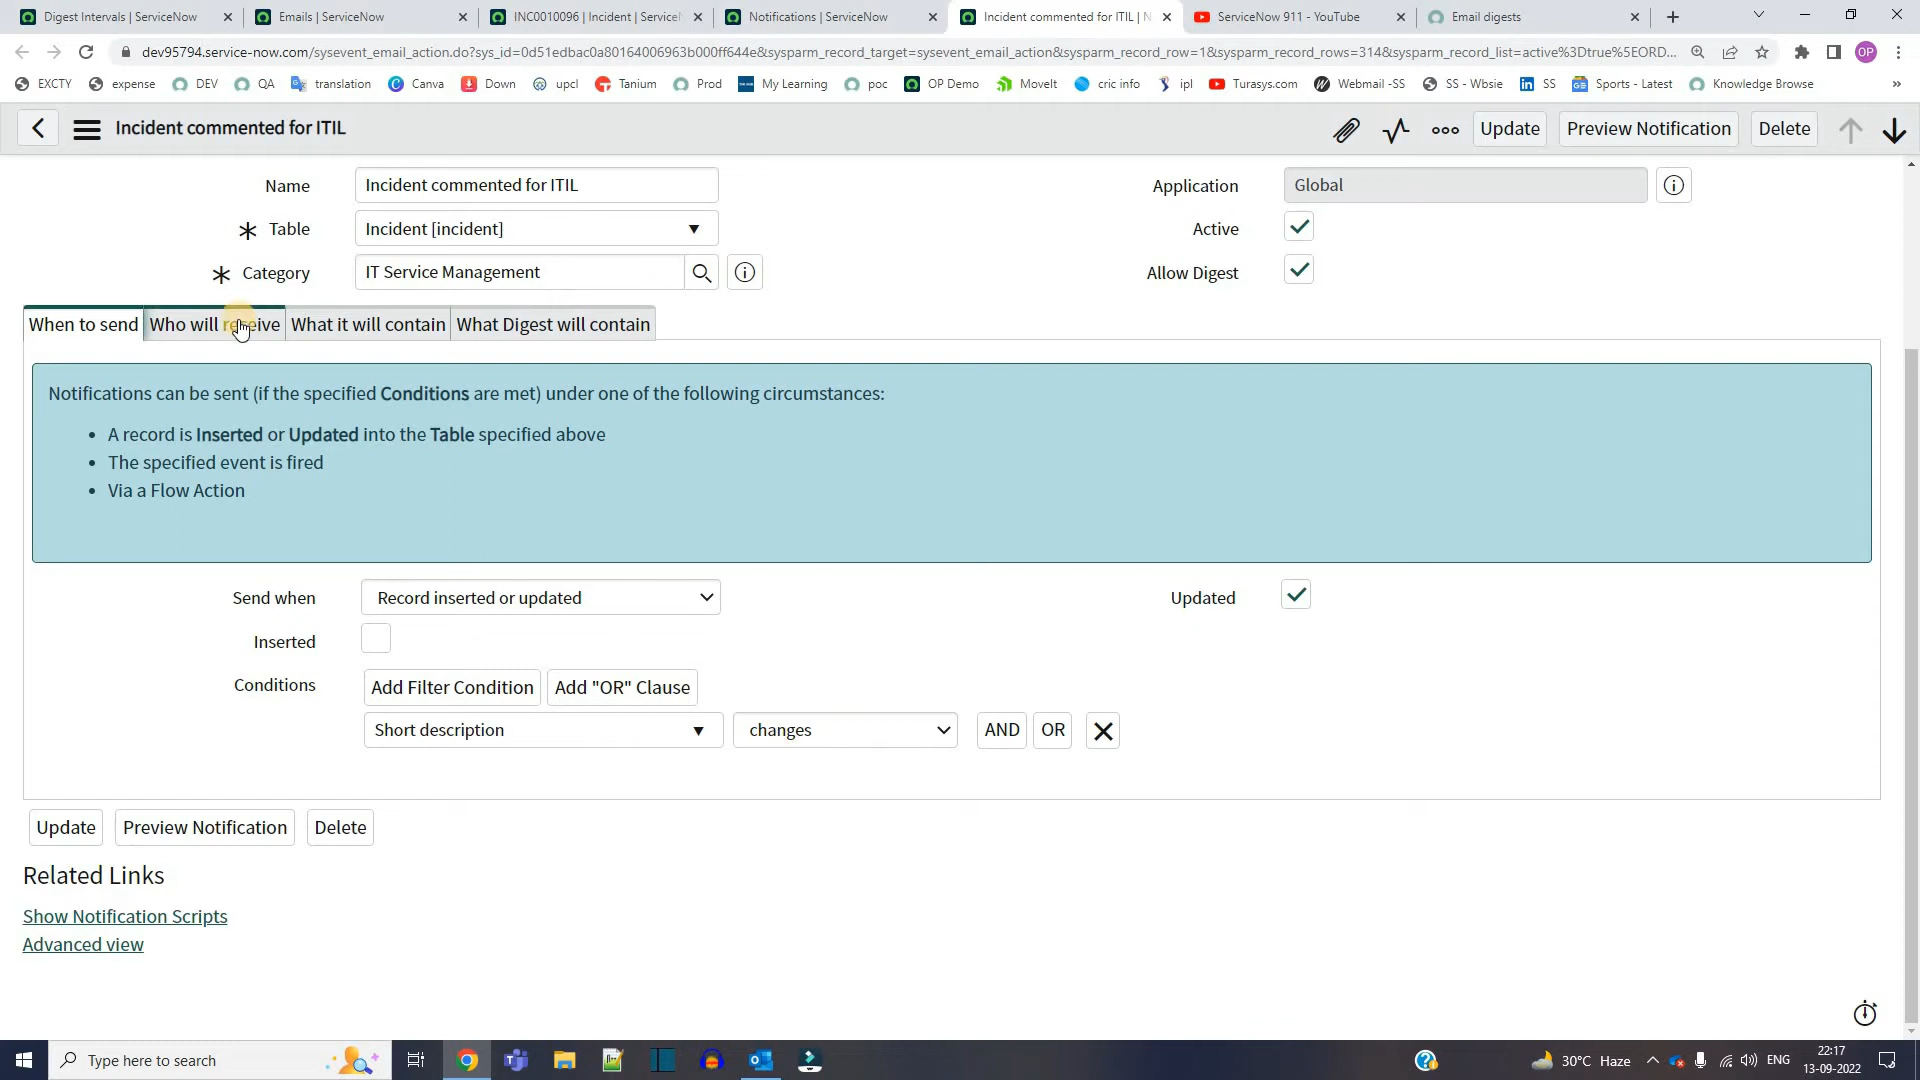 Digest Intervals | ServiceNow
Emails | ServiceNow
INC0010096 | Incident | Service
Notifications | ServiceNow
Incident commented for ITIL | N
ServiceNow 911 - YouTube
Email digests
dev95794.service-now.com/sysevent_email_action.do?sys_id=0d51edbac0a80164006963b000ff644e&sysparm_record_target=sysevent_email_action&sysparm_record_row=1&sysparm_record_rows=314&sysparm_record_list=active%3Dtrue%5EORD...
OP
EXCTY
expense
DEV
QA
translation
Canva
Down
upcl
Tanium
Prod
My Learning
poc
OP Demo
MoveIt
cric info
ipl
Turasys.com
Webmail -SS
SS - Wbsie
SS
Sports - Latest
Knowledge Browse
»
Incident commented for ITIL
Update
Preview Notification
Delete
Name
Incident commented for ITIL
Application
Global
Table
Incident [incident]
Active
Category
IT Service Management
Allow Digest
When to send
Who will receive
What it will contain
What Digest will contain
Notifications can be sent (if the specified Conditions are met) under one of the following circumstances:
• A record is Inserted or Updated into the Table specified above
• The specified event is fired
• Via a Flow Action
Send when
Record inserted or updated
Updated
Inserted
Conditions
Add Filter Condition
Add "OR" Clause
Short description
changes
AND
OR
Update
Preview Notification
Delete
Related Links
Show Notification Scripts
Advanced view
Type here to search
30°C Haze
ENG
22:17
13-09-2022